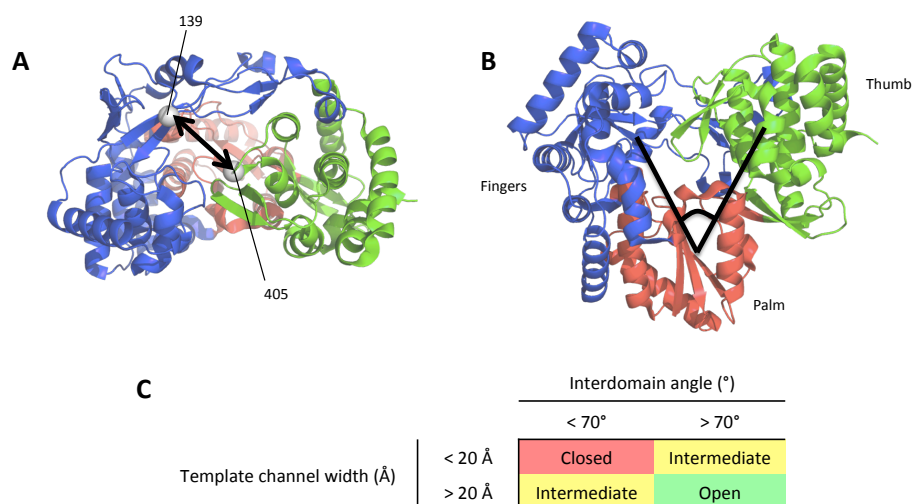 139
A
B
Thumb
Fingers
405
Palm
C
Interdomain angle (°)
< 70° > 70°
Template channel width (Å) < 20 Å Closed Intermediate
> 20 Å Intermediate Open